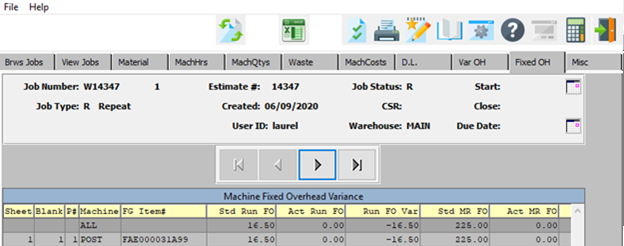 File Help
Brws Jobs View Jobs Material MachHrs MachQtys Waste MachCosts D.L. Var OH Fixed OH Misc
Job Number: W14347 1 Estimate #: 14347 Job Status: R Start:
Job Type: R Repeat Created: 06/09/2020 CSR: Close:
User ID: laurel Warehouse: MAIN Due Date:
Machine Fixed Overhead Variance
Sheet Blank P# Machine FG Item# Std Run FO Act Run FO Run FO Var Std MR FO Act MR FO
ALL 16.50 0.00 -16.50 225.00 0.00
1 1 1 POST FAE000031A99 16.50 0.00 -16.50 225.00 0.00